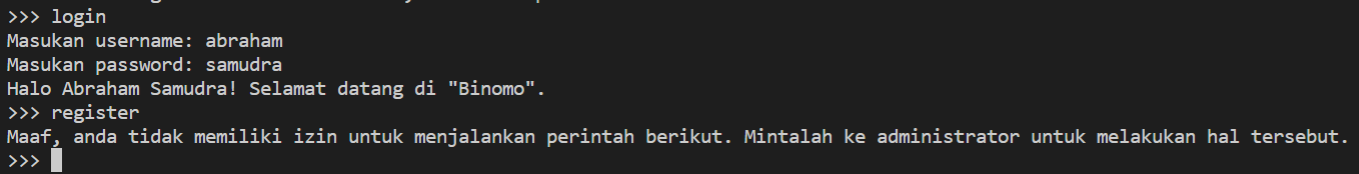 >>> login
Masukan username: abraham
Masukan password: samudra
Halo Abraham Samudra! Selamat datang di "Binomo".
>>> register
Maaf, anda tidak memiliki izin untuk menjalankan perintah berikut. Mintalah ke administrator untuk melakukan hal tersebut.
>>>